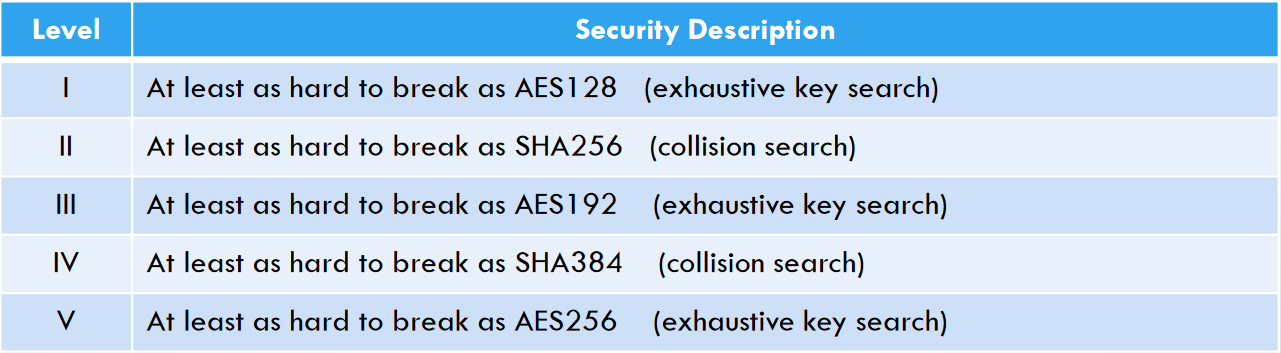 Level Security Description
I At least as hard to break as AES128 (exhaustive key search)
II At least as hard to break as SHA256 (collision search)
III At least as hard to break as AES192 (exhaustive key search)
IV At least as hard to break as SHA384 (collision search)
V At least as hard to break as AES256 (exhaustive key search)